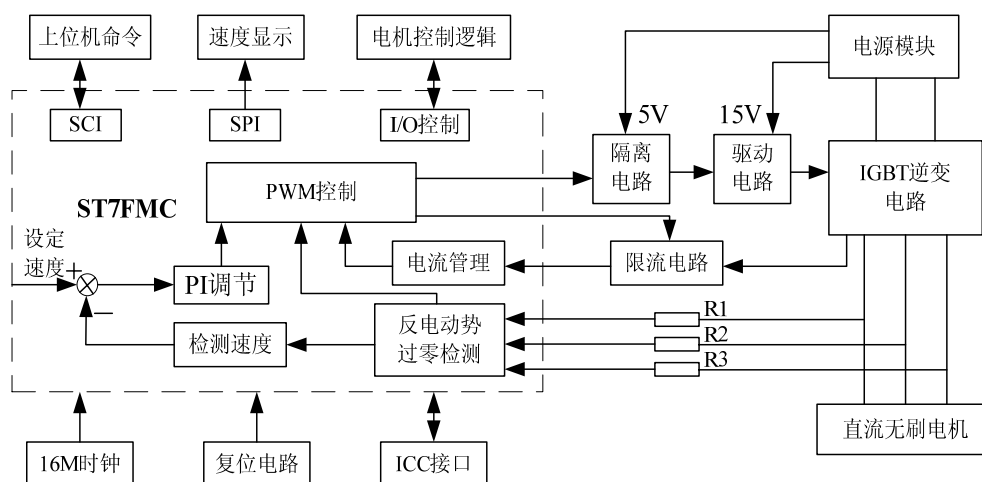 上位机命令
速度显示
电机控制逻辑
电源模块
SCI
SPI
I/O控制
5V
15V
隔离
电路
驱动
电路
IGBT逆变
电路
PWM控制
ST7FMC
设定
速度
+
PI调节
电流管理
限流电路
−
检测速度
反电动势
过零检测
R1
R2
R3
16M时钟
复位电路
ICC接口
直流无刷电机